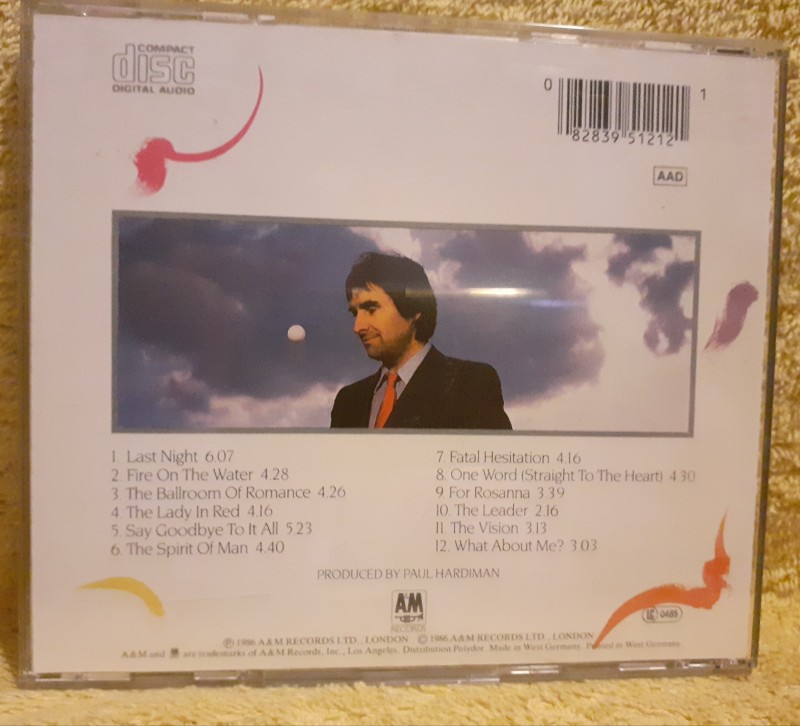 COMPACT
disc
DIGITAL AUDIO
0 82839 51212 1
AAD
1. Last Night 6.07
2. Fire On The Water 4.28
3. The Ballroom Of Romance 4.26
4. The Lady In Red 4.16
5. Say Goodbye To It All 5.23
6. The Spirit Of Man 4.40
7. Fatal Hesitation 4.16
8. One Word (Straight To The Heart) 4.30
9. For Rosanna 3.39
10. The Leader 2.16
11. The Vision 3.13
12. What About Me? 3.03
PRODUCED BY PAUL HARDIMAN
A&M
RECORDS
LC 0485
℗ 1986 A&M RECORDS LTD., LONDON © 1986 A&M RECORDS LTD., LONDON
A&M and are trademarks of A&M Records, Inc., Los Angeles. Distribution Polydor. Made in West Germany. Printed in West Germany.